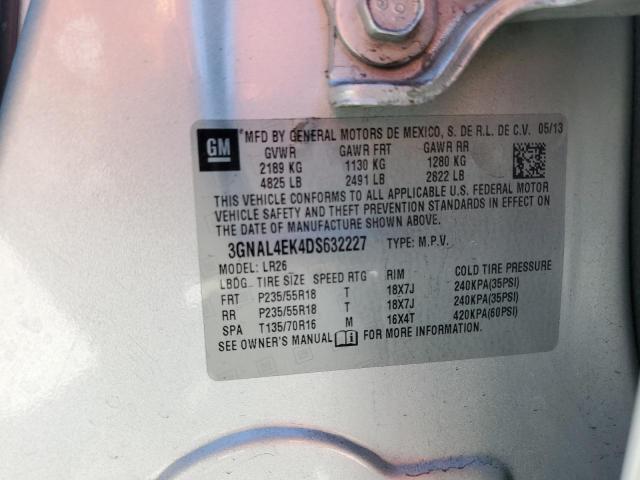 GM
MFD BY GENERAL MOTORS DE MEXICO, S. DE R.L. DE C.V. 05/13
GVWR GAWR FRT GAWR RR
2189 KG 1130 KG 1280 KG
4825 LB 2491 LB 2822 LB
THIS VEHICLE CONFORMS TO ALL APPLICABLE U.S. FEDERAL MOTOR
VEHICLE SAFETY AND THEFT PREVENTION STANDARDS IN EFFECT ON
THE DATE OF MANUFACTURE SHOWN ABOVE.
3GNAL4EK4DS632227 TYPE: M.P.V.
MODEL: LR26
LBDG. TIRE SIZE SPEED RTG RIM COLD TIRE PRESSURE
FRT P235/55R18 T 18X7J 240KPA(35PSI)
RR P235/55R18 T 18X7J 240KPA(35PSI)
SPA T135/70R16 M 16X4T 420KPA(60PSI)
SEE OWNER'S MANUAL FOR MORE INFORMATION.